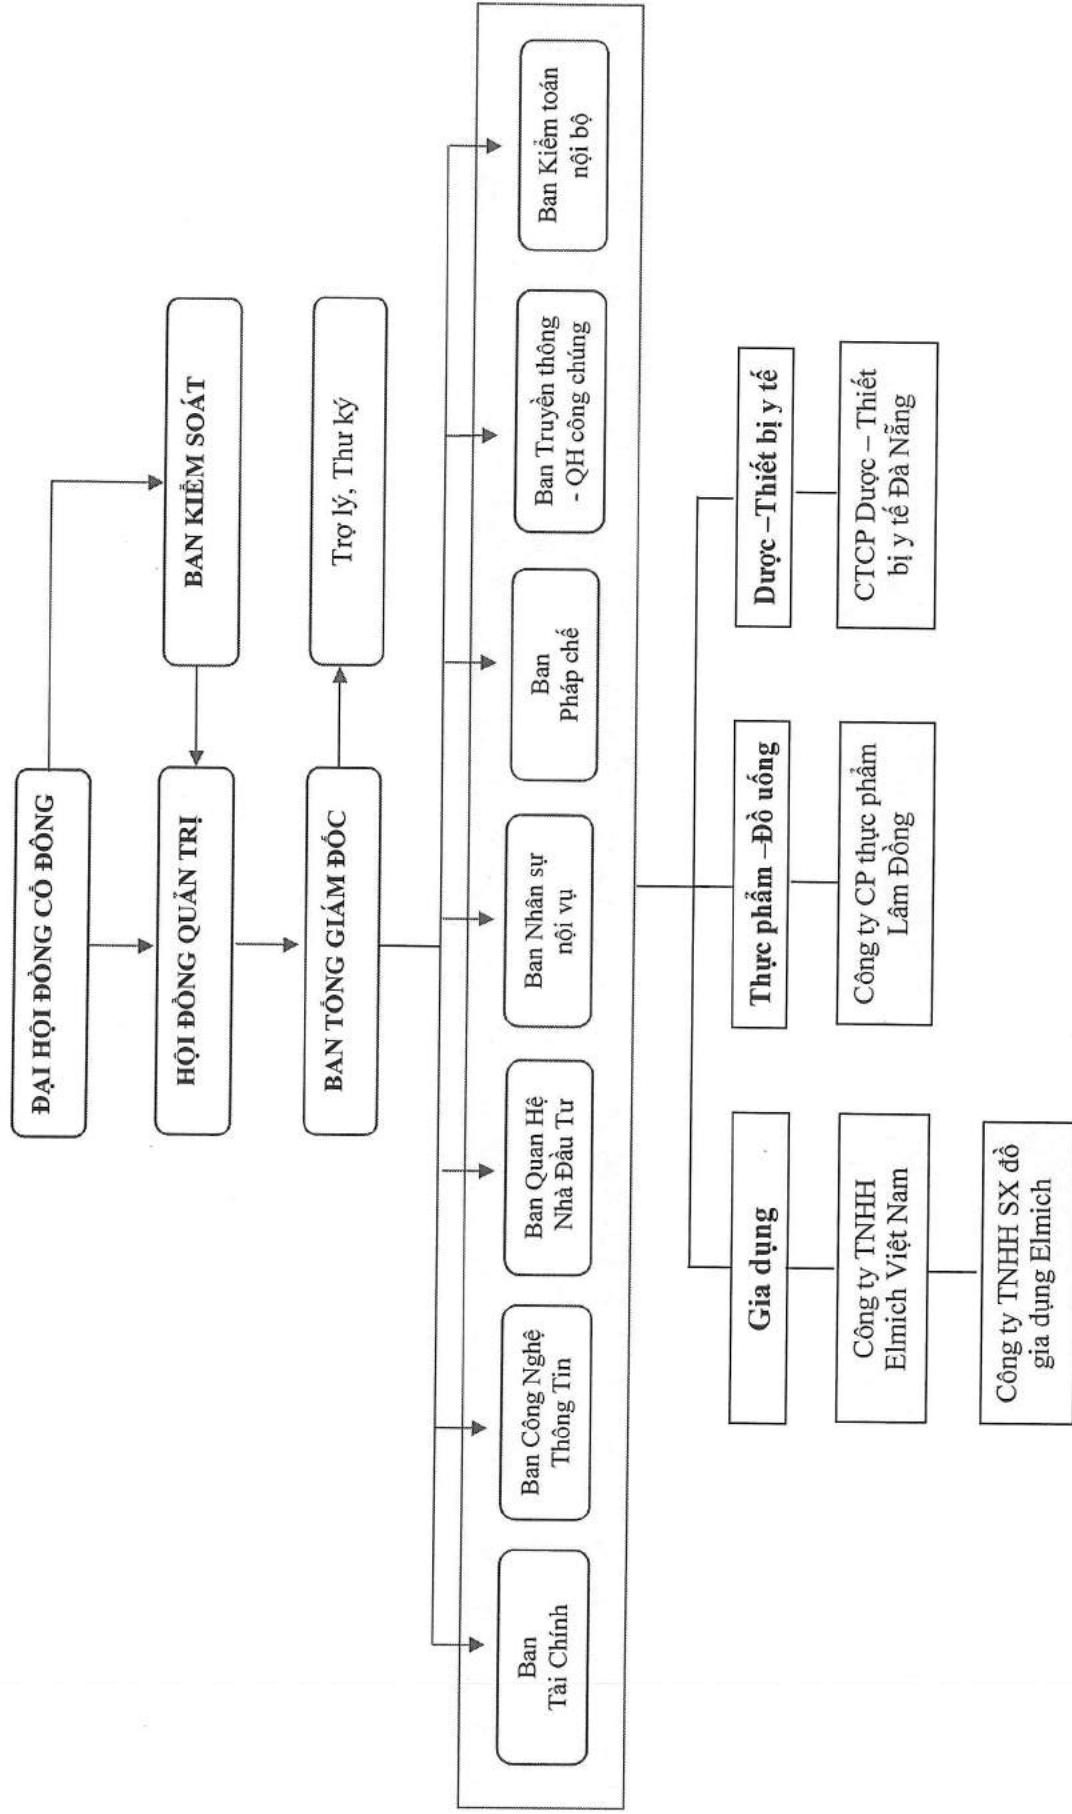 ĐẠI HỘI ĐỒNG CỔ ĐÔNG
BAN KIỂM SOÁT
HỘI ĐỒNG QUẢN TRỊ
BAN TỔNG GIÁM ĐỐC
Trợ lý, Thư ký
Ban
Tài Chính
Ban Công Nghệ
Thông Tin
Ban Quan Hệ
Nhà Đầu Tư
Ban Nhân sự
nội vụ
Ban
Pháp chế
Ban Truyền thông
- QH công chúng
Ban Kiểm toán
nội bộ
Gia dụng
Thực phẩm –Đồ uống
Dược –Thiết bị y tế
Công ty TNHH
Elmich Việt Nam
Công ty CP thực phẩm
Lâm Đồng
CTCP Dược – Thiết
bị y tế Đà Nẵng
Công ty TNHH SX đồ
gia dụng Elmich